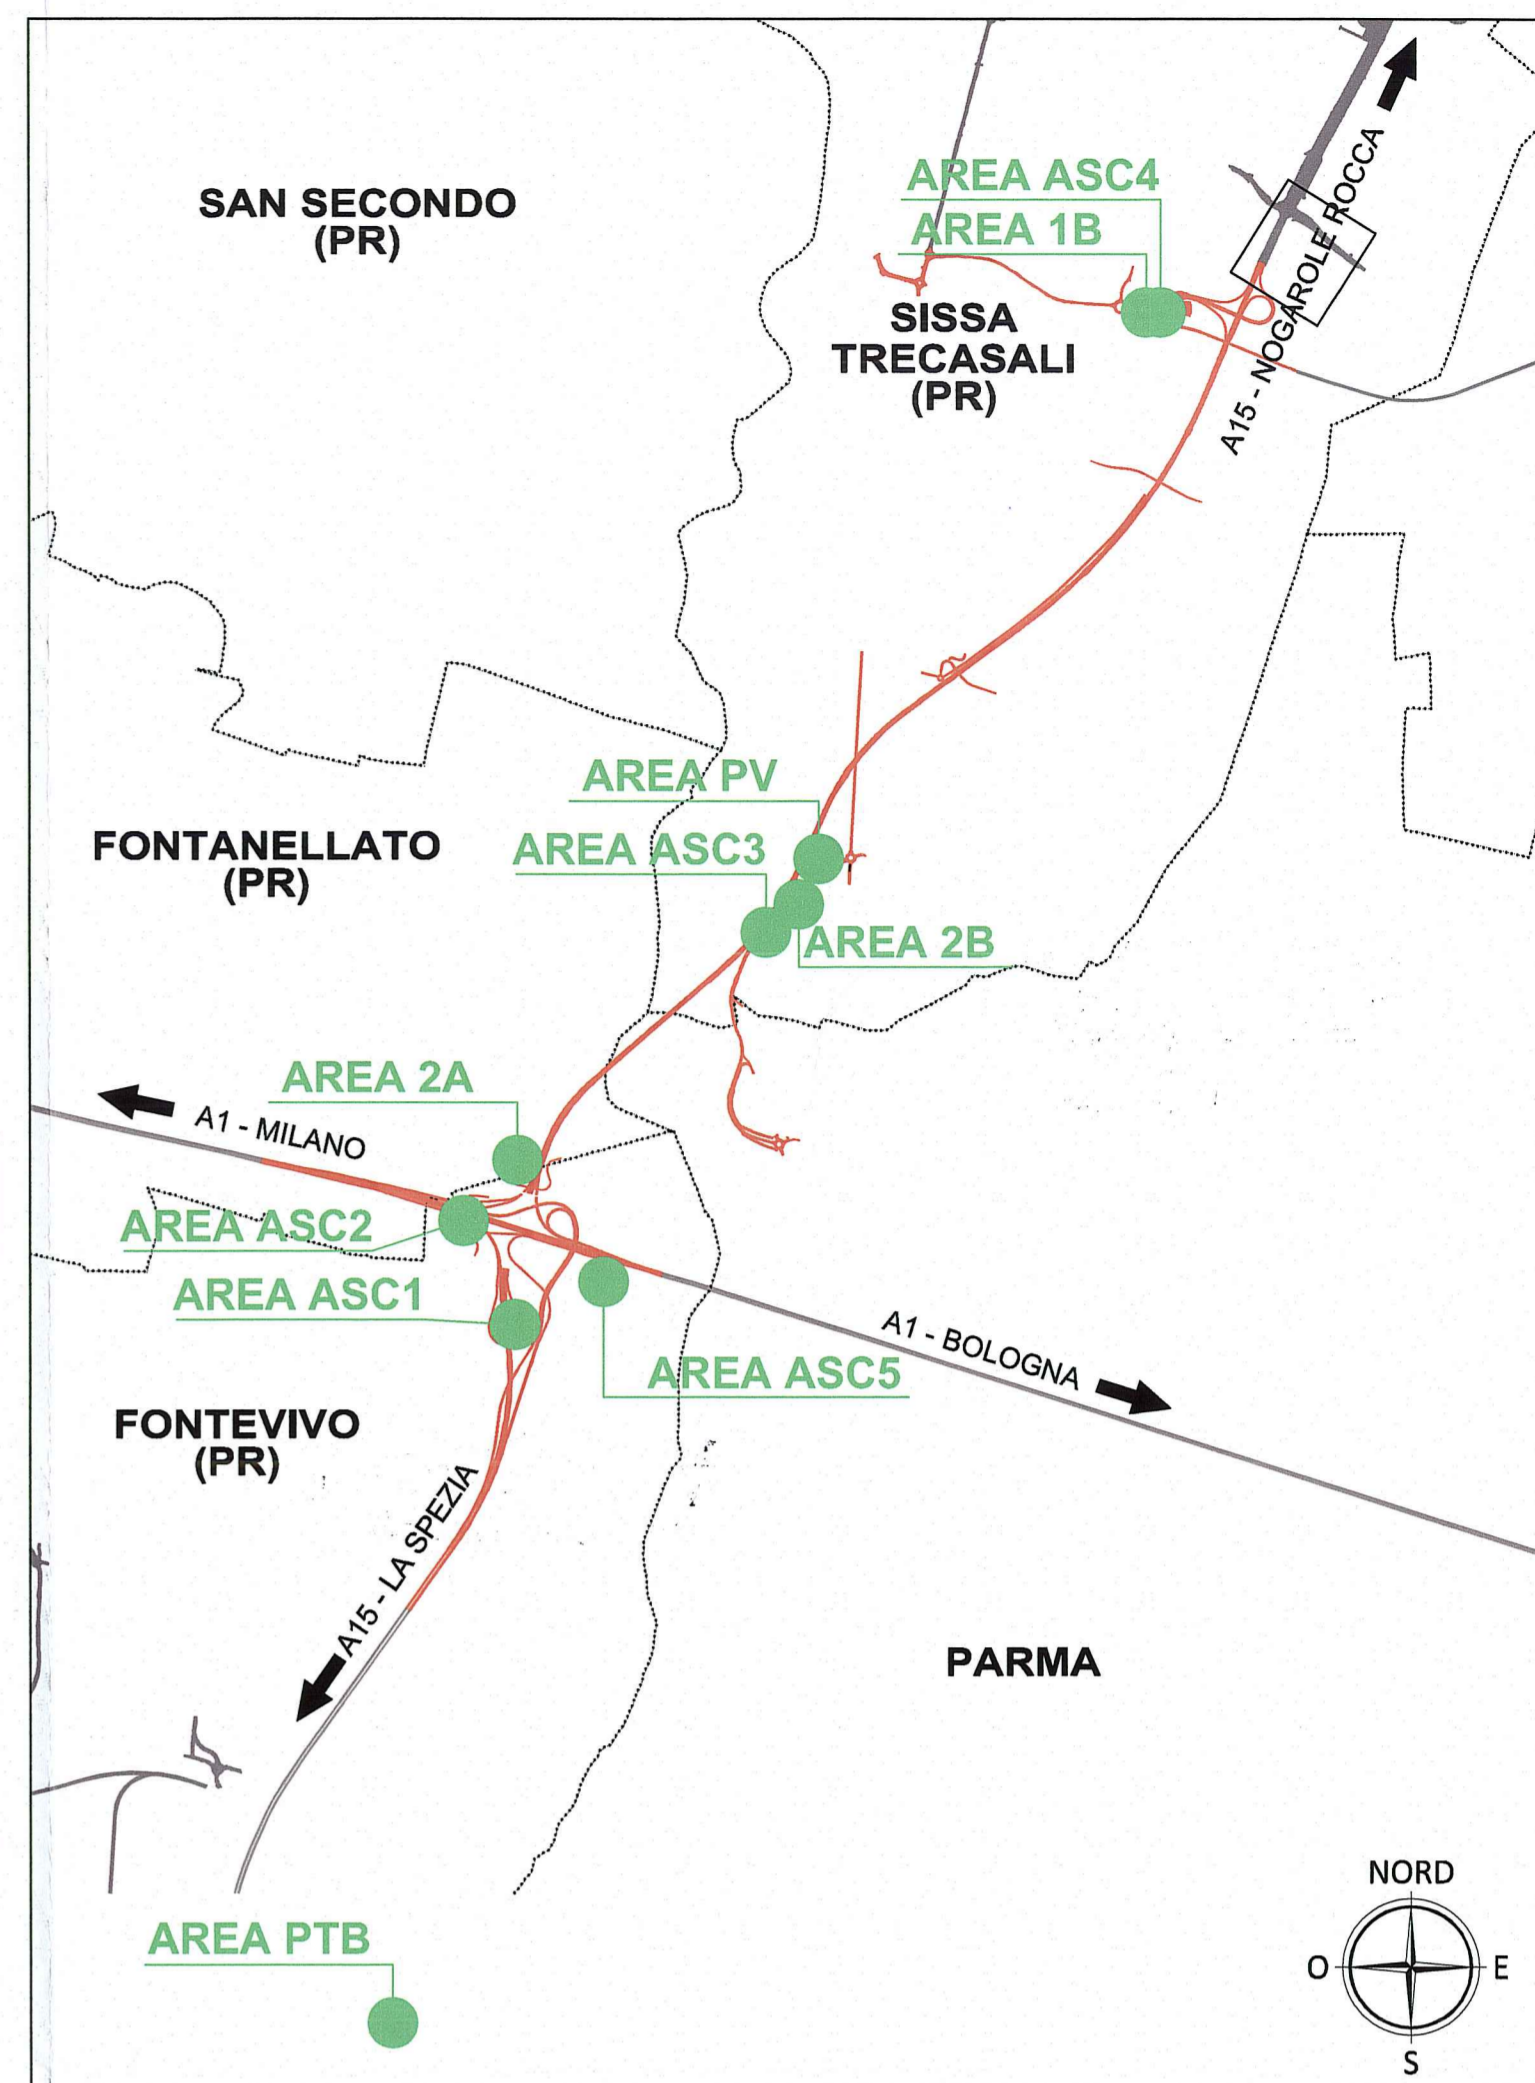 AREA ASC4
SAN SECONDO
(PR)
AREA 1B
A15 - NOGAROLE ROCCA
SISSA
TRECASALI
(PR)
AREA PV
FONTANELLATO
(PR)
AREA ASC3
AREA 2B
AREA 2A
A1 - MILANO
AREA ASC2
AREA ASC1
A1 - BOLOGNA
AREA ASC5
FONTEVIVO
(PR)
A15 - LA SPEZIA
PARMA
NORD
AREA PTB
O
E
S